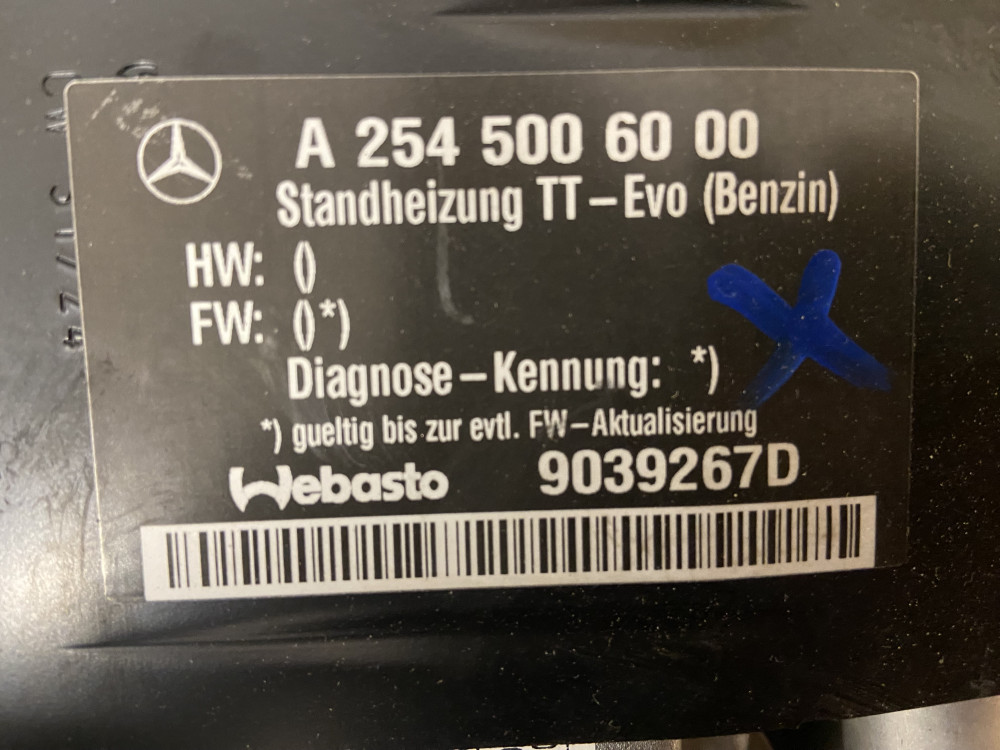 A 254 500 60 00
Standheizung TT – Evo (Benzin)
HW: ()
FW: ()*)
Diagnose – Kennung: *)
*) gueltig bis zur evtl. FW – Aktualisierung
Webasto 9039267D